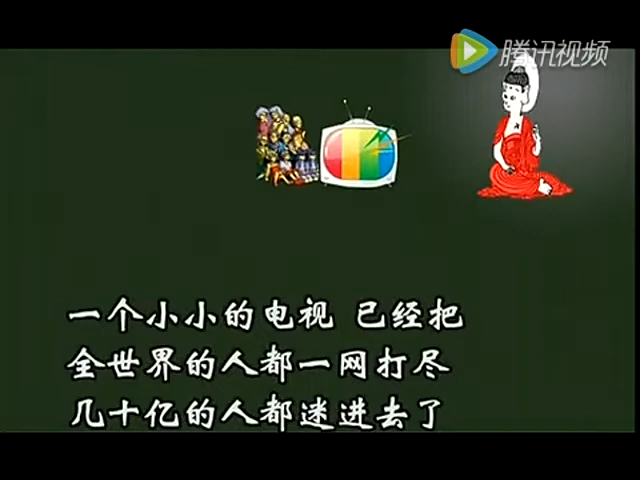 腾讯视频
一个小小的电视 已经把
全世界的人都一网打尽
几十亿的人都迷进去了